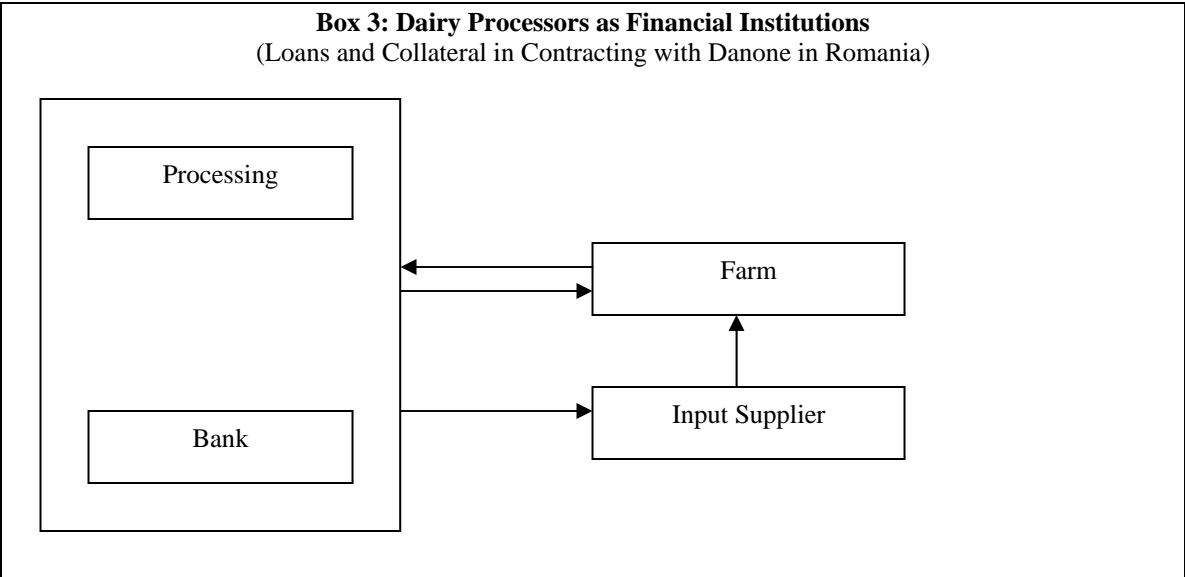 Box 3: Dairy Processors as Financial Institutions
(Loans and Collateral in Contracting with Danone in Romania)
Processing
Farm
Input Supplier
Bank